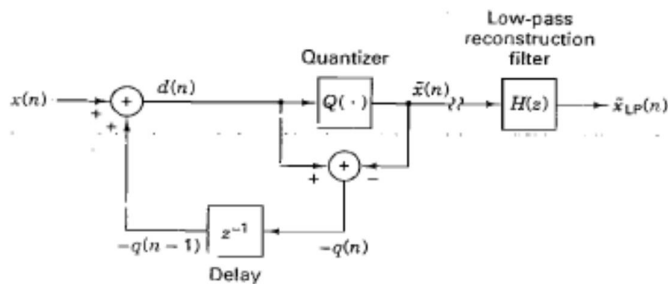 Low-pass
reconstruction
filter
Quantizer
x(n)
+
+
+
d(n)
Q( · )
x̃(n)
H(z)
x̃LP(n)
+
+
−
−q(n − 1)
z−1
−q(n)
Delay